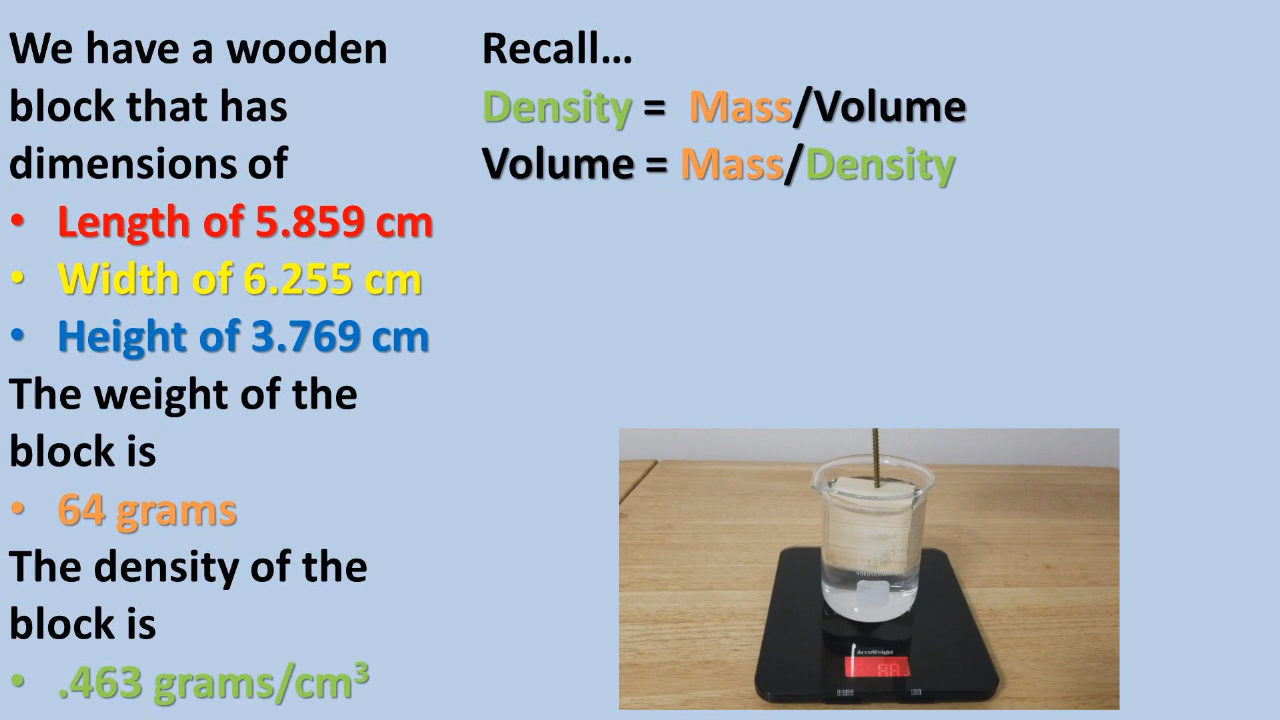 We have a wooden
block that has
dimensions of
• Length of 5.859 cm
• Width of 6.255 cm
• Height of 3.769 cm
The weight of the
block is
• 64 grams
The density of the
block is
• .463 grams/cm³
Recall...
Density = Mass/Volume
Volume = Mass/Density
AccuWeight